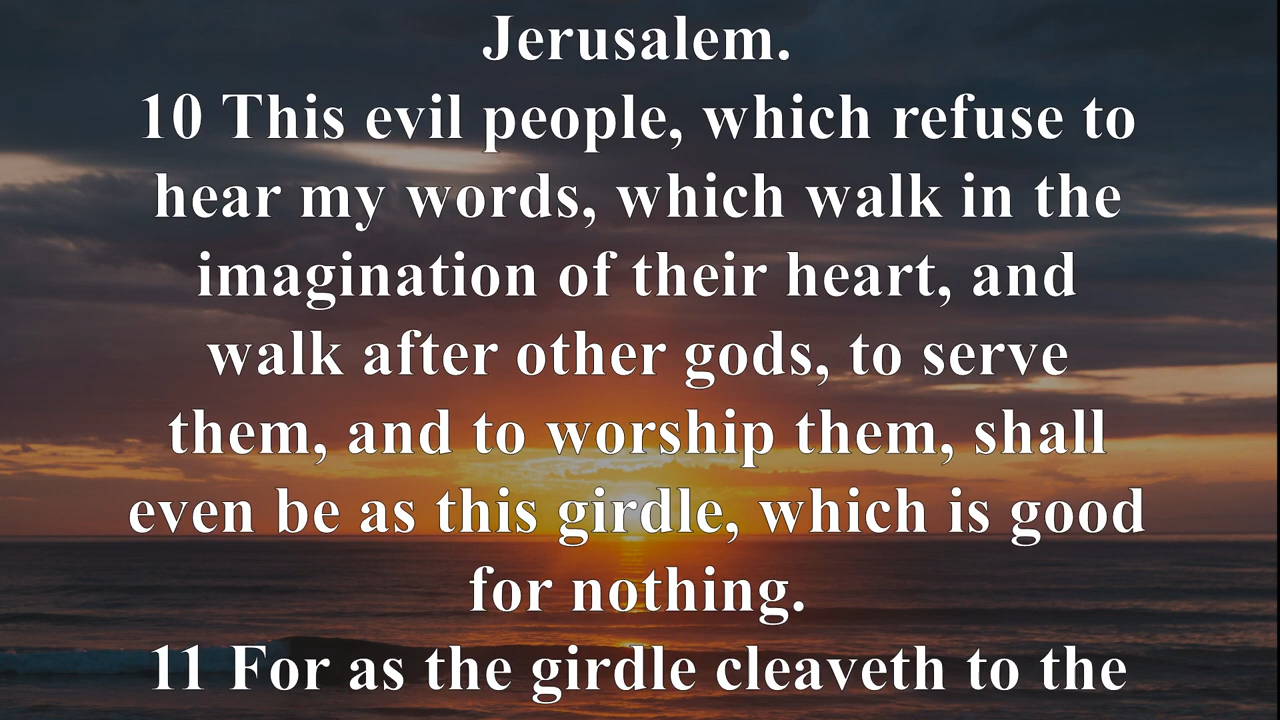 Jerusalem.
10 This evil people, which refuse to
hear my words, which walk in the
imagination of their heart, and
walk after other gods, to serve
them, and to worship them, shall
even be as this girdle, which is good
for nothing.
11 For as the girdle cleaveth to the